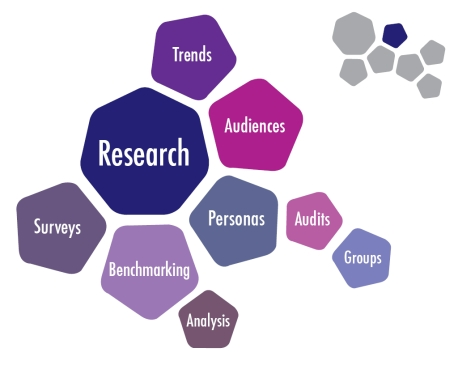 Trends
Audiences
Research
Surveys
Personas
Audits
Benchmarking
Groups
Analysis